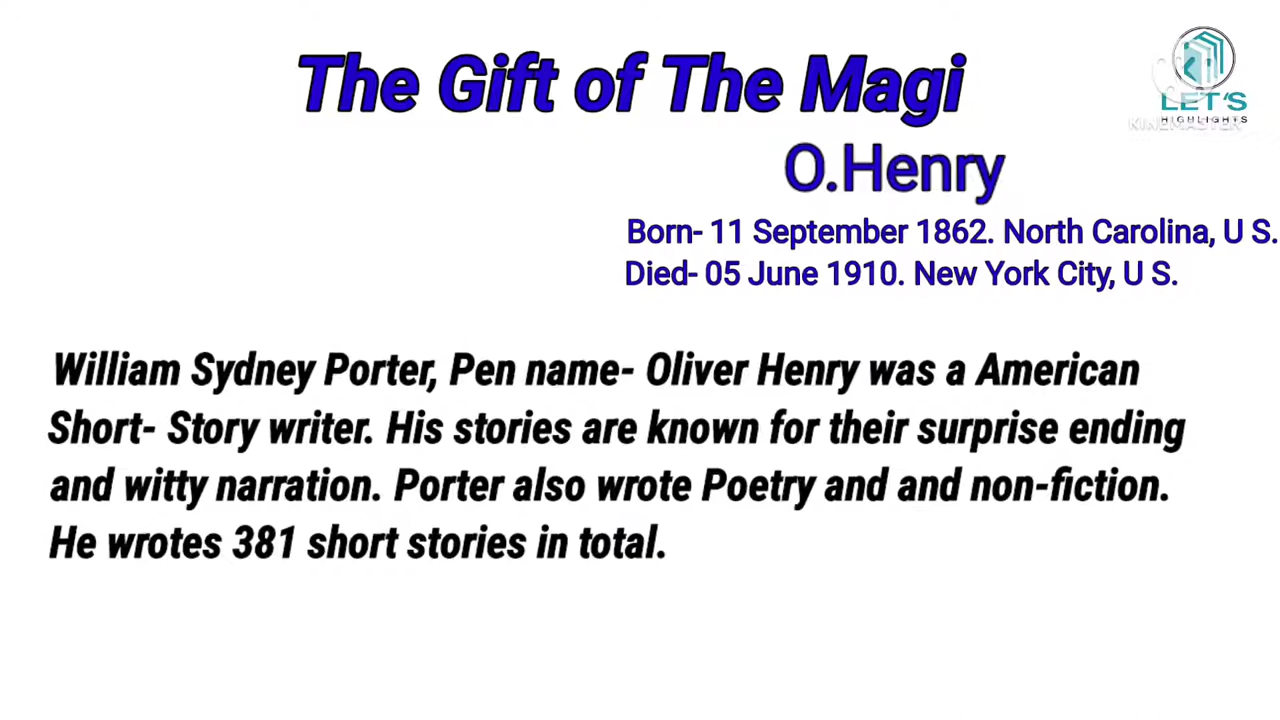 The Gift of The Magi
LET'S
HIGHLIGHTS
KINEMASTER
O.Henry
Born- 11 September 1862. North Carolina, U S.
Died- 05 June 1910. New York City, U S.
William Sydney Porter, Pen name- Oliver Henry was a American
Short- Story writer. His stories are known for their surprise ending
and witty narration. Porter also wrote Poetry and and non-fiction.
He wrotes 381 short stories in total.